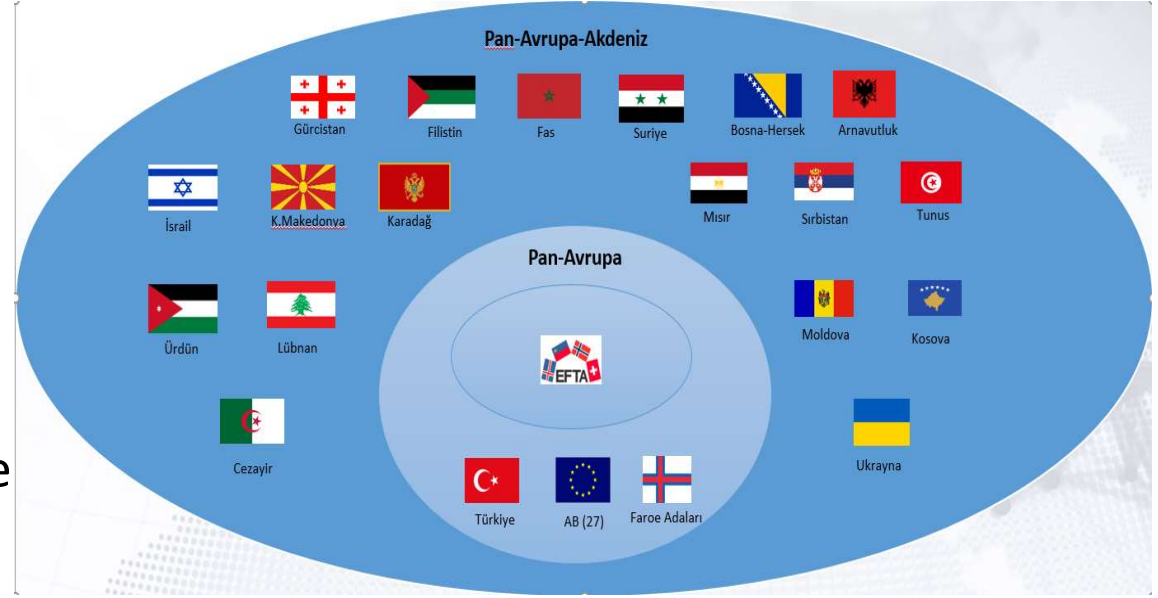 Pan-Avrupa-Akdeniz
Gürcistan
Filistin
Fas
Suriye
Bosna-Hersek
Arnavutluk
İsrail
K.Makedonya
Karadağ
Mısır
Sırbistan
Tunus
Pan-Avrupa
Ürdün
Lübnan
EFTA
Moldova
Kosova
Cezayir
e
Ukrayna
Türkiye
AB (27)
Faroe Adaları